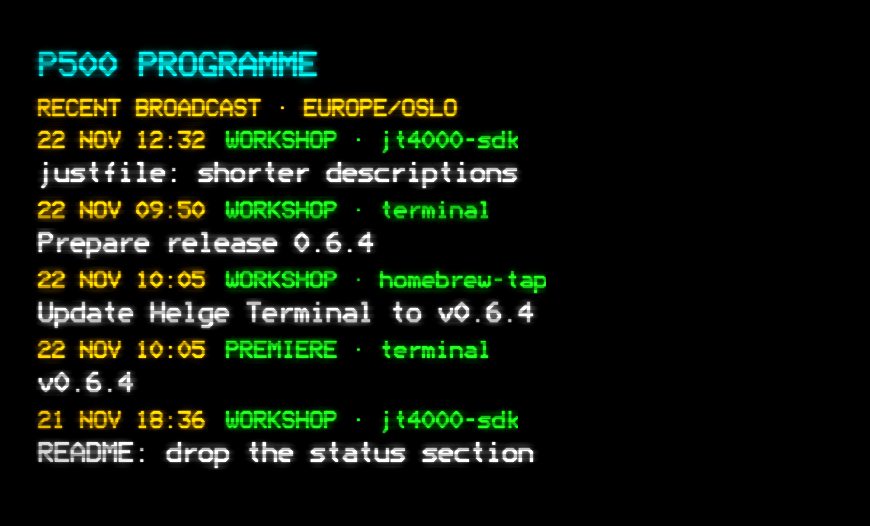 P500 PROGRAMME
RECENT BROADCAST · EUROPE/OSLO
22 NOV 12:32 WORKSHOP · jt4000-sdk
justfile: shorter descriptions
22 NOV 09:50 WORKSHOP · terminal
Prepare release 0.6.4
22 NOV 10:05 WORKSHOP · homebrew-tap
Update Helge Terminal to v0.6.4
22 NOV 10:05 PREMIERE · terminal
v0.6.4
21 NOV 18:36 WORKSHOP · jt4000-sdk
README: drop the status section